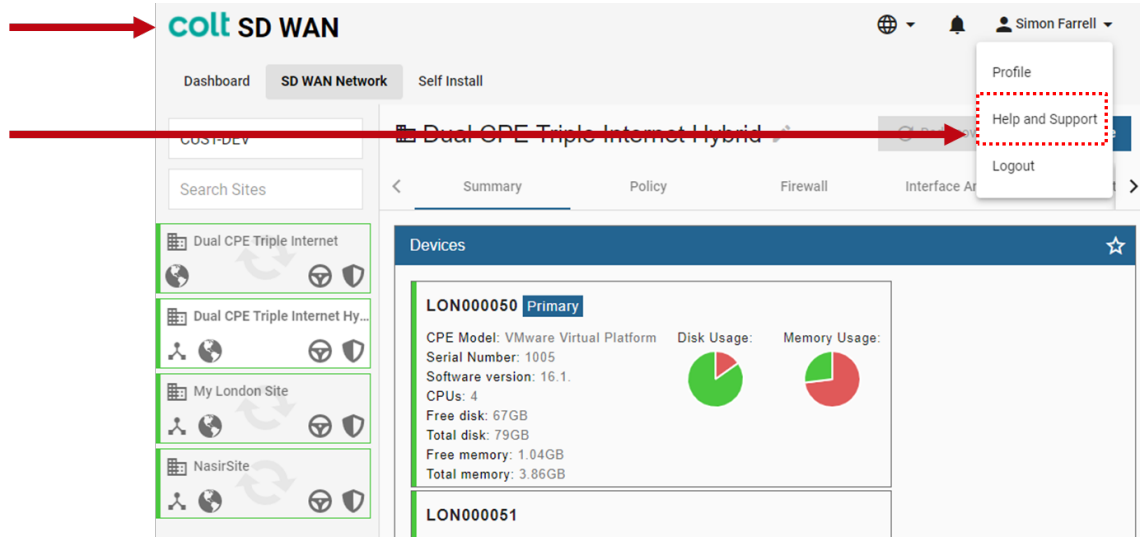 colt SD WAN
Simon Farrell
Dashboard
SD WAN Network
Self Install
Profile
Help and Support
Logout
CUST-DEV
Dual CPE Triple Internet Hybrid
Search Sites
Summary
Policy
Firewall
Interface
Dual CPE Triple Internet
Dual CPE Triple Internet Hy...
My London Site
NasirSite
Devices
LON000050 Primary
CPE Model: VMware Virtual Platform
Serial Number: 1005
Software version: 16.1.
CPUs: 4
Free disk: 67GB
Total disk: 79GB
Free memory: 1.04GB
Total memory: 3.86GB
Disk Usage:
Memory Usage:
LON000051